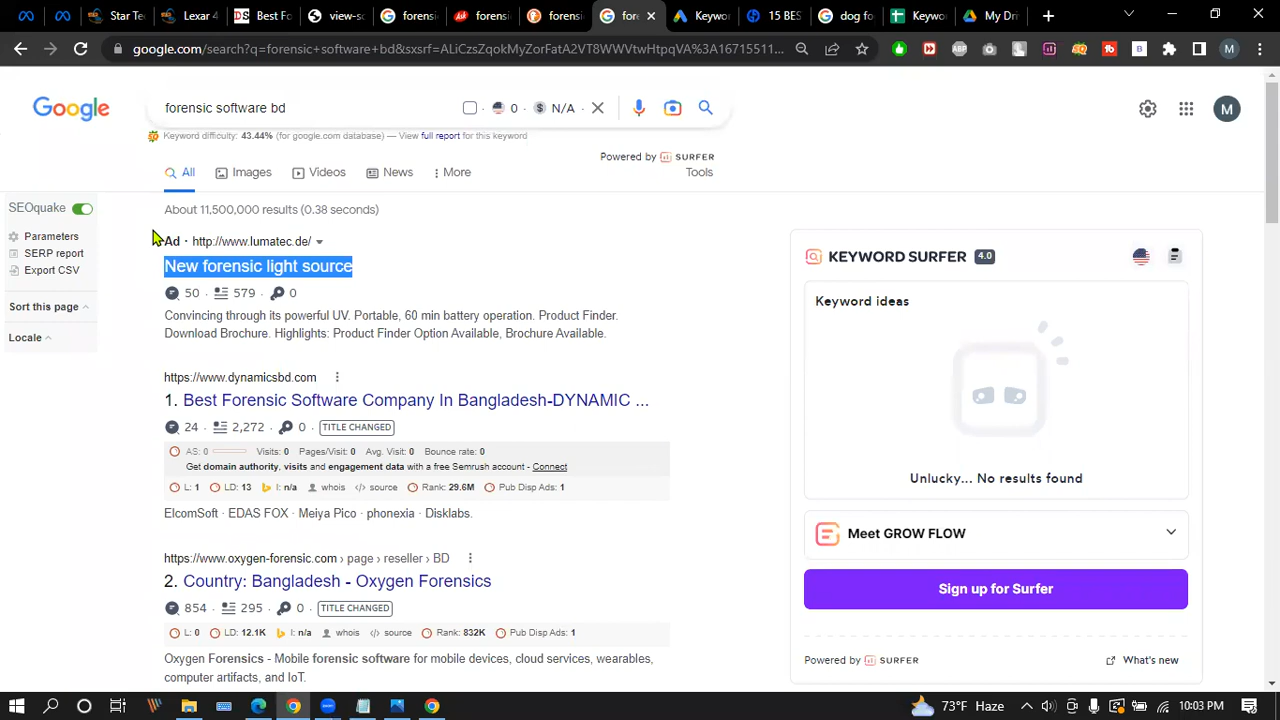 Star Te
Lexar 4
Best Fo
view-so
forensi
forensi
forensi
fore
Keywo
15 BES
dog fo
Keywo
My Dri
google.com/search?q=forensic+software+bd&sxsrf=ALiCzsZqokMyZorFatA2VT8WWVtwHtpqVA%3A16715511...
M
Google
forensic software bd
0
N/A
M
Keyword difficulty: 43.44% (for google.com database) – View full report for this keyword
Powered by SURFER
All
Images
Videos
News
More
Tools
SEOquake
Parameters
SERP report
Export CSV
Sort this page
Locale
About 11,500,000 results (0.38 seconds)
Ad · http://www.lumatec.de/
New forensic light source
50 · 579 · 0
Convincing through its powerful UV. Portable, 60 min battery operation. Product Finder.
Download Brochure. Highlights: Product Finder Option Available, Brochure Available.
https://www.dynamicsbd.com
1. Best Forensic Software Company In Bangladesh-DYNAMIC ...
24 · 2,272 · 0 TITLE CHANGED
AS: 0 Visits: 0 Pages/Visit: 0 Avg. Visit: 0 Bounce rate: 0
Get domain authority, visits and engagement data with a free Semrush account - Connect
L: 1 LD: 13 I: n/a whois source Rank: 29.6M Pub Disp Ads: 1
ElcomSoft · EDAS FOX · Meiya Pico · phonexia · Disklabs.
https://www.oxygen-forensic.com › page › reseller › BD
2. Country: Bangladesh - Oxygen Forensics
854 · 295 · 0 TITLE CHANGED
L: 0 LD: 12.1K I: n/a whois source Rank: 832K Pub Disp Ads: 1
Oxygen Forensics - Mobile forensic software for mobile devices, cloud services, wearables,
computer artifacts, and IoT.
KEYWORD SURFER 4.0
Keyword ideas
Unlucky... No results found
Meet GROW FLOW
Sign up for Surfer
Powered by SURFER
What's new
73°F Haze
10:03 PM